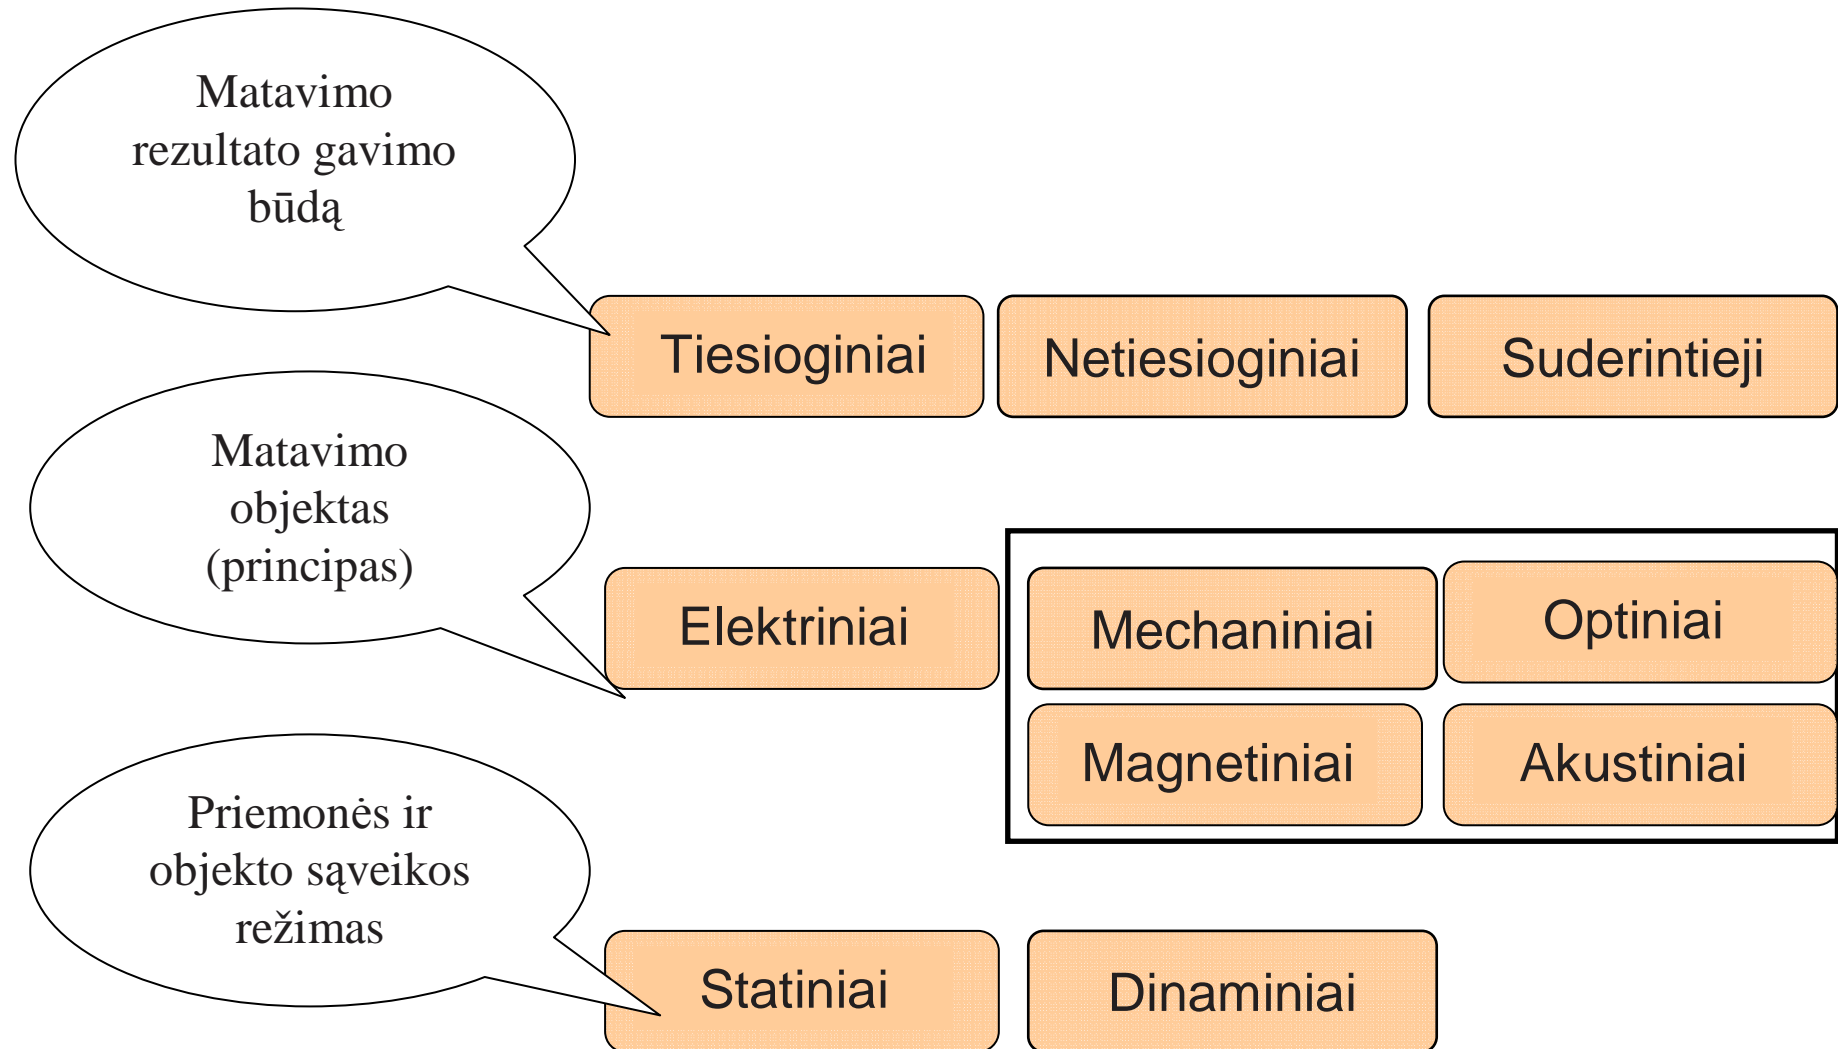 Matavimo
rezultato gavimo
būdą
Tiesioginiai
Netiesioginiai
Suderintieji
Matavimo
objektas
(principas)
Elektriniai
Mechaniniai
Optiniai
Magnetiniai
Akustiniai
Priemonės ir
objekto sąveikos
režimas
Statiniai
Dinaminiai